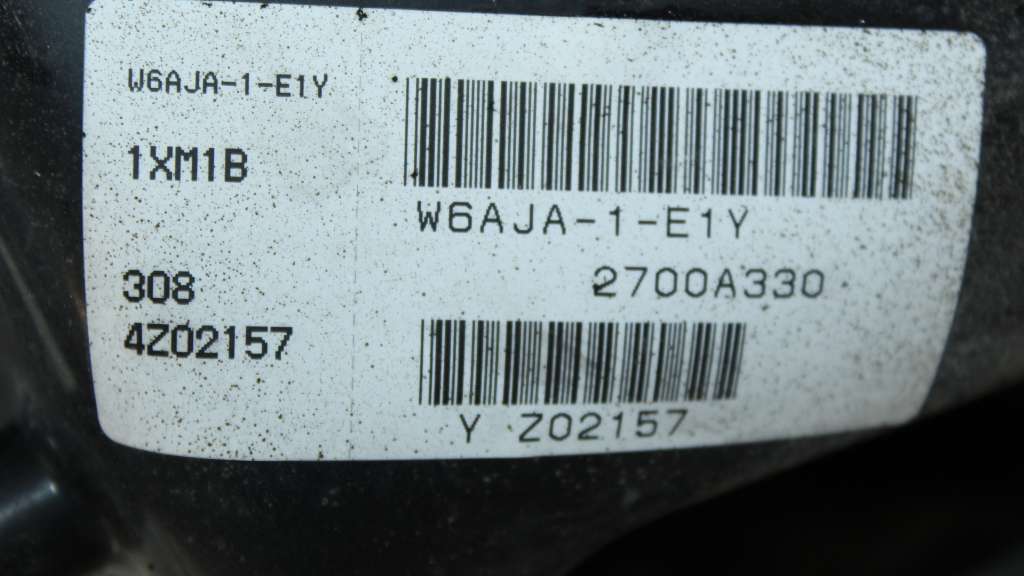 W6AJA-1-E1Y
1XM1B
308
4Z02157
W6AJA-1-E1Y
2700A330
Y Z02157